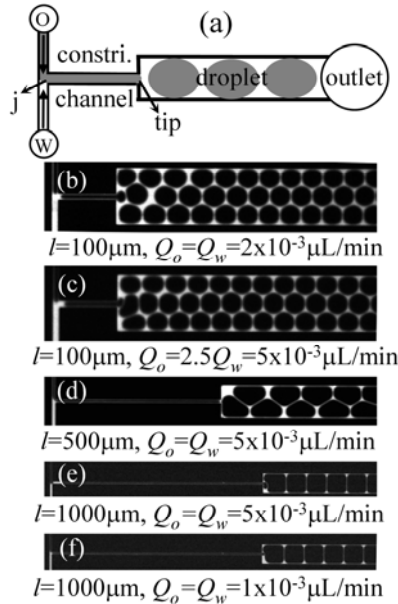 (a)
O
constri.
channel
j
W
tip
droplet
outlet
(b)
l=100μm, Qo=Qw=2x10⁻³μL/min
(c)
l=100μm, Qo=2.5Qw=5x10⁻³μL/min
(d)
l=500μm, Qo=Qw=5x10⁻³μL/min
(e)
l=1000μm, Qo=Qw=5x10⁻³μL/min
(f)
l=1000μm, Qo=Qw=1x10⁻³μL/min